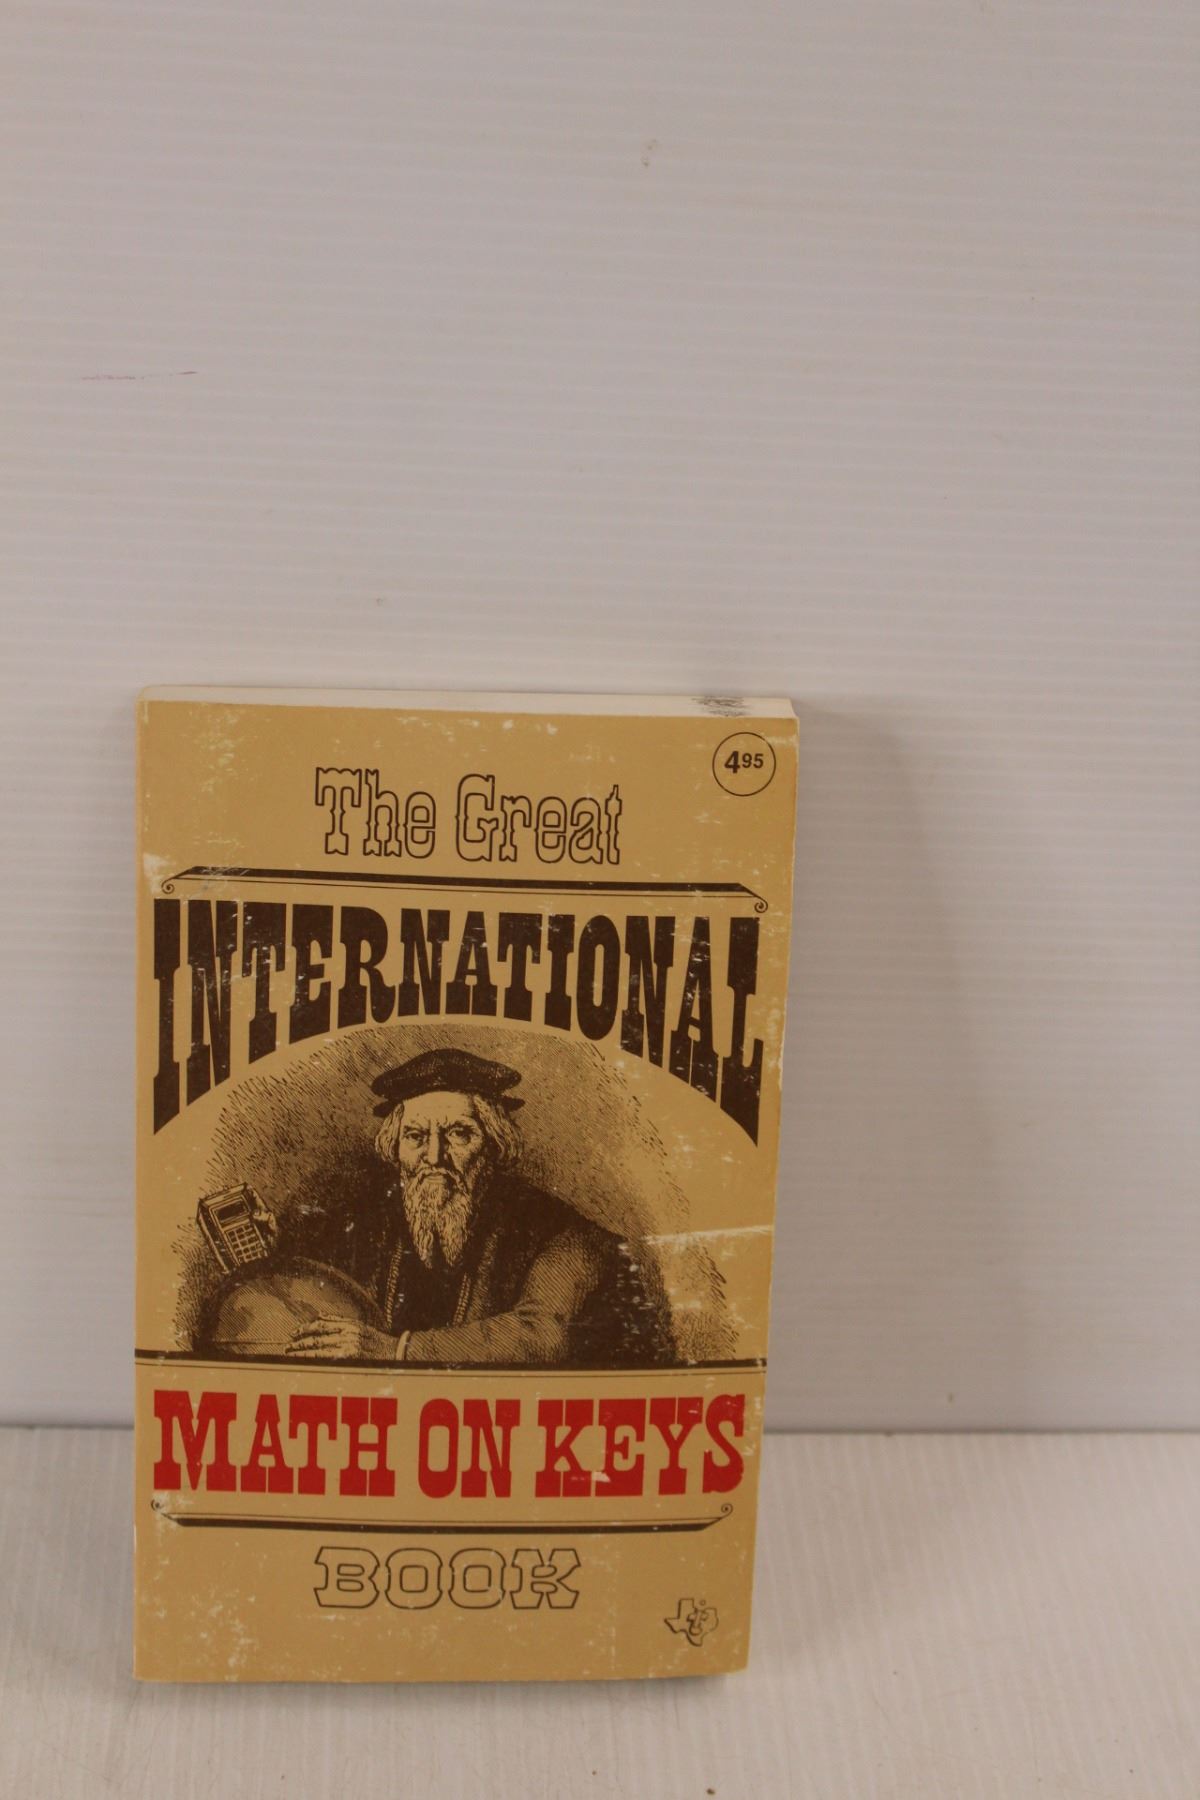 4.95
The Great
INTERNATIONAL
MATH ON KEYS
BOOK